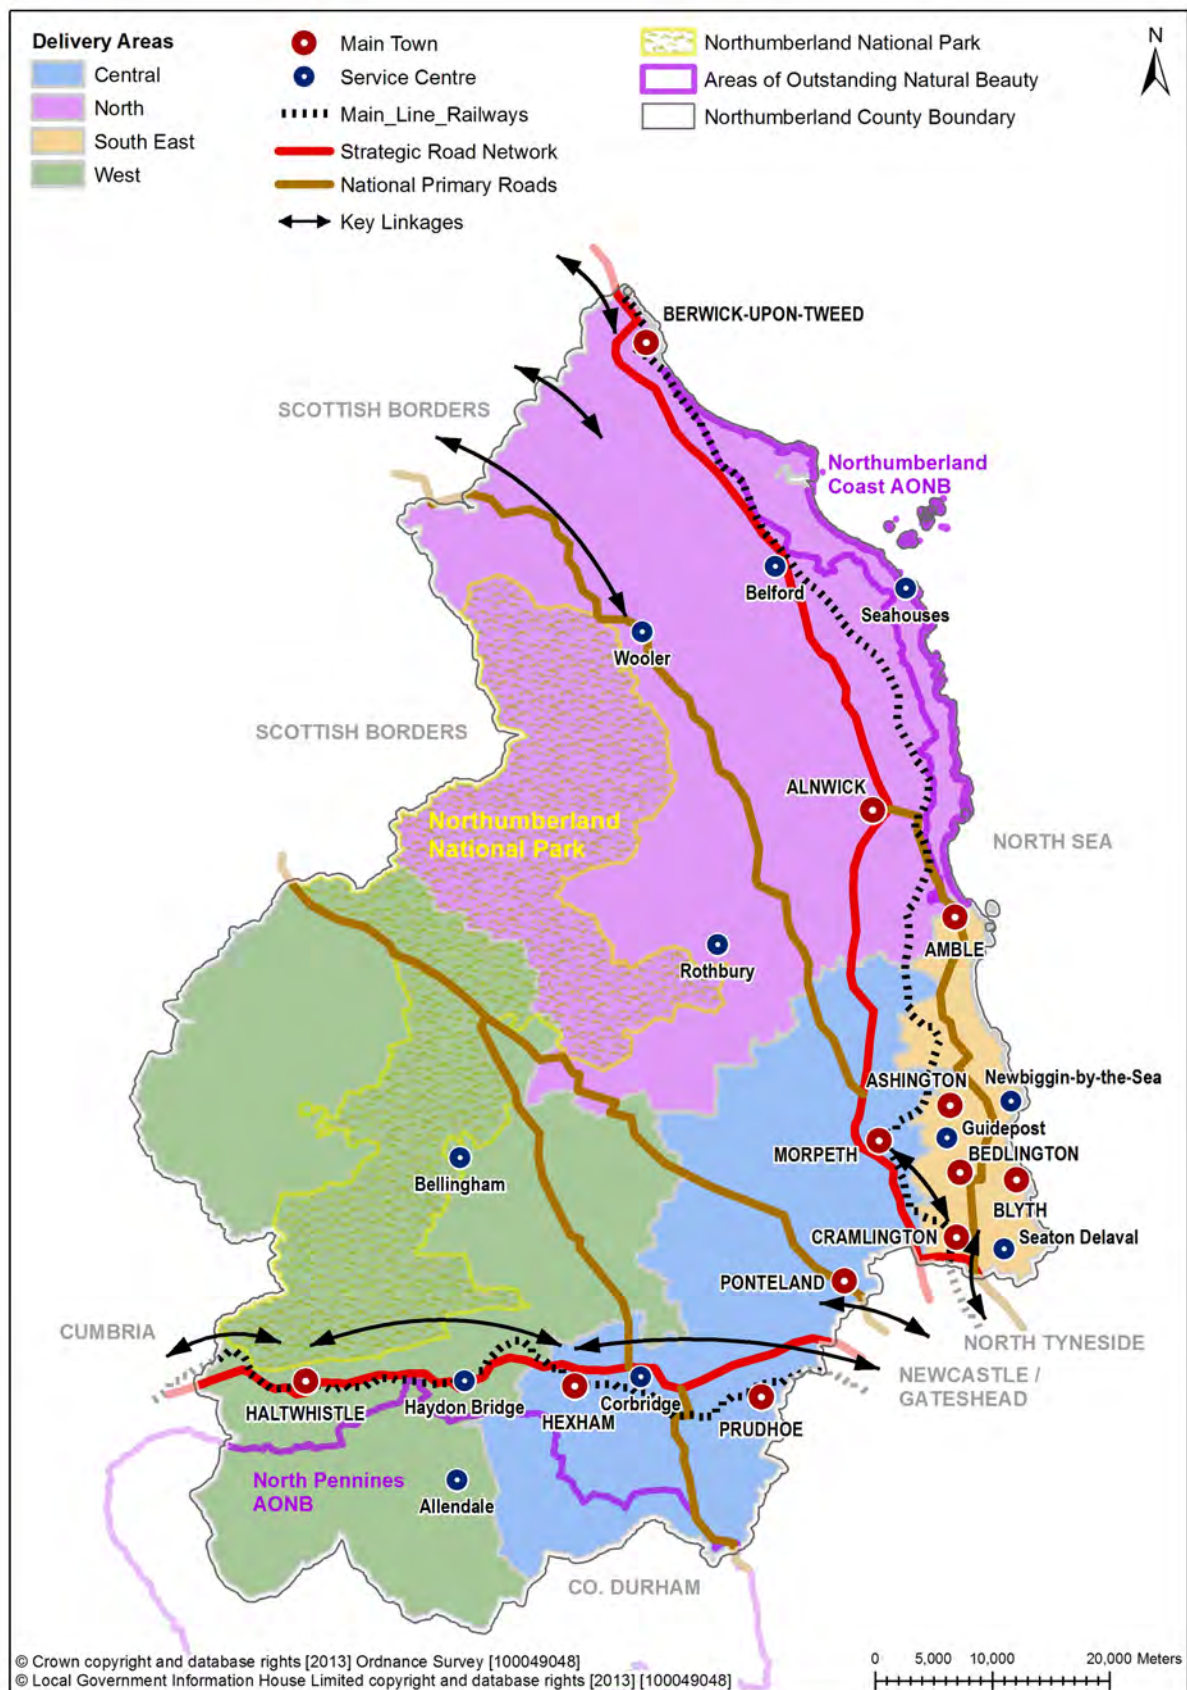 Delivery Areas
Central
North
South East
West
Main Town
Service Centre
Main_Line_Railways
Strategic Road Network
National Primary Roads
Key Linkages
Northumberland National Park
Areas of Outstanding Natural Beauty
Northumberland County Boundary
N
BERWICK-UPON-TWEED
SCOTTISH BORDERS
Northumberland
Coast AONB
Belford
Seahouses
Wooler
SCOTTISH BORDERS
ALNWICK
Northumberland
National Park
NORTH SEA
AMBLE
Rothbury
ASHINGTON
Newbiggin-by-the-Sea
Guidepost
MORPETH
BEDLINGTON
Bellingham
BLYTH
CRAMLINGTON
Seaton Delaval
PONTELAND
CUMBRIA
NORTH TYNESIDE
NEWCASTLE /
GATESHEAD
HALTWHISTLE
Haydon Bridge
HEXHAM
Corbridge
PRUDHOE
North Pennines
AONB
Allendale
CO. DURHAM
© Crown copyright and database rights [2013] Ordnance Survey [100049048]
© Local Government Information House Limited copyright and database rights [2013] [100049048]
0 5,000 10,000 20,000 Meters